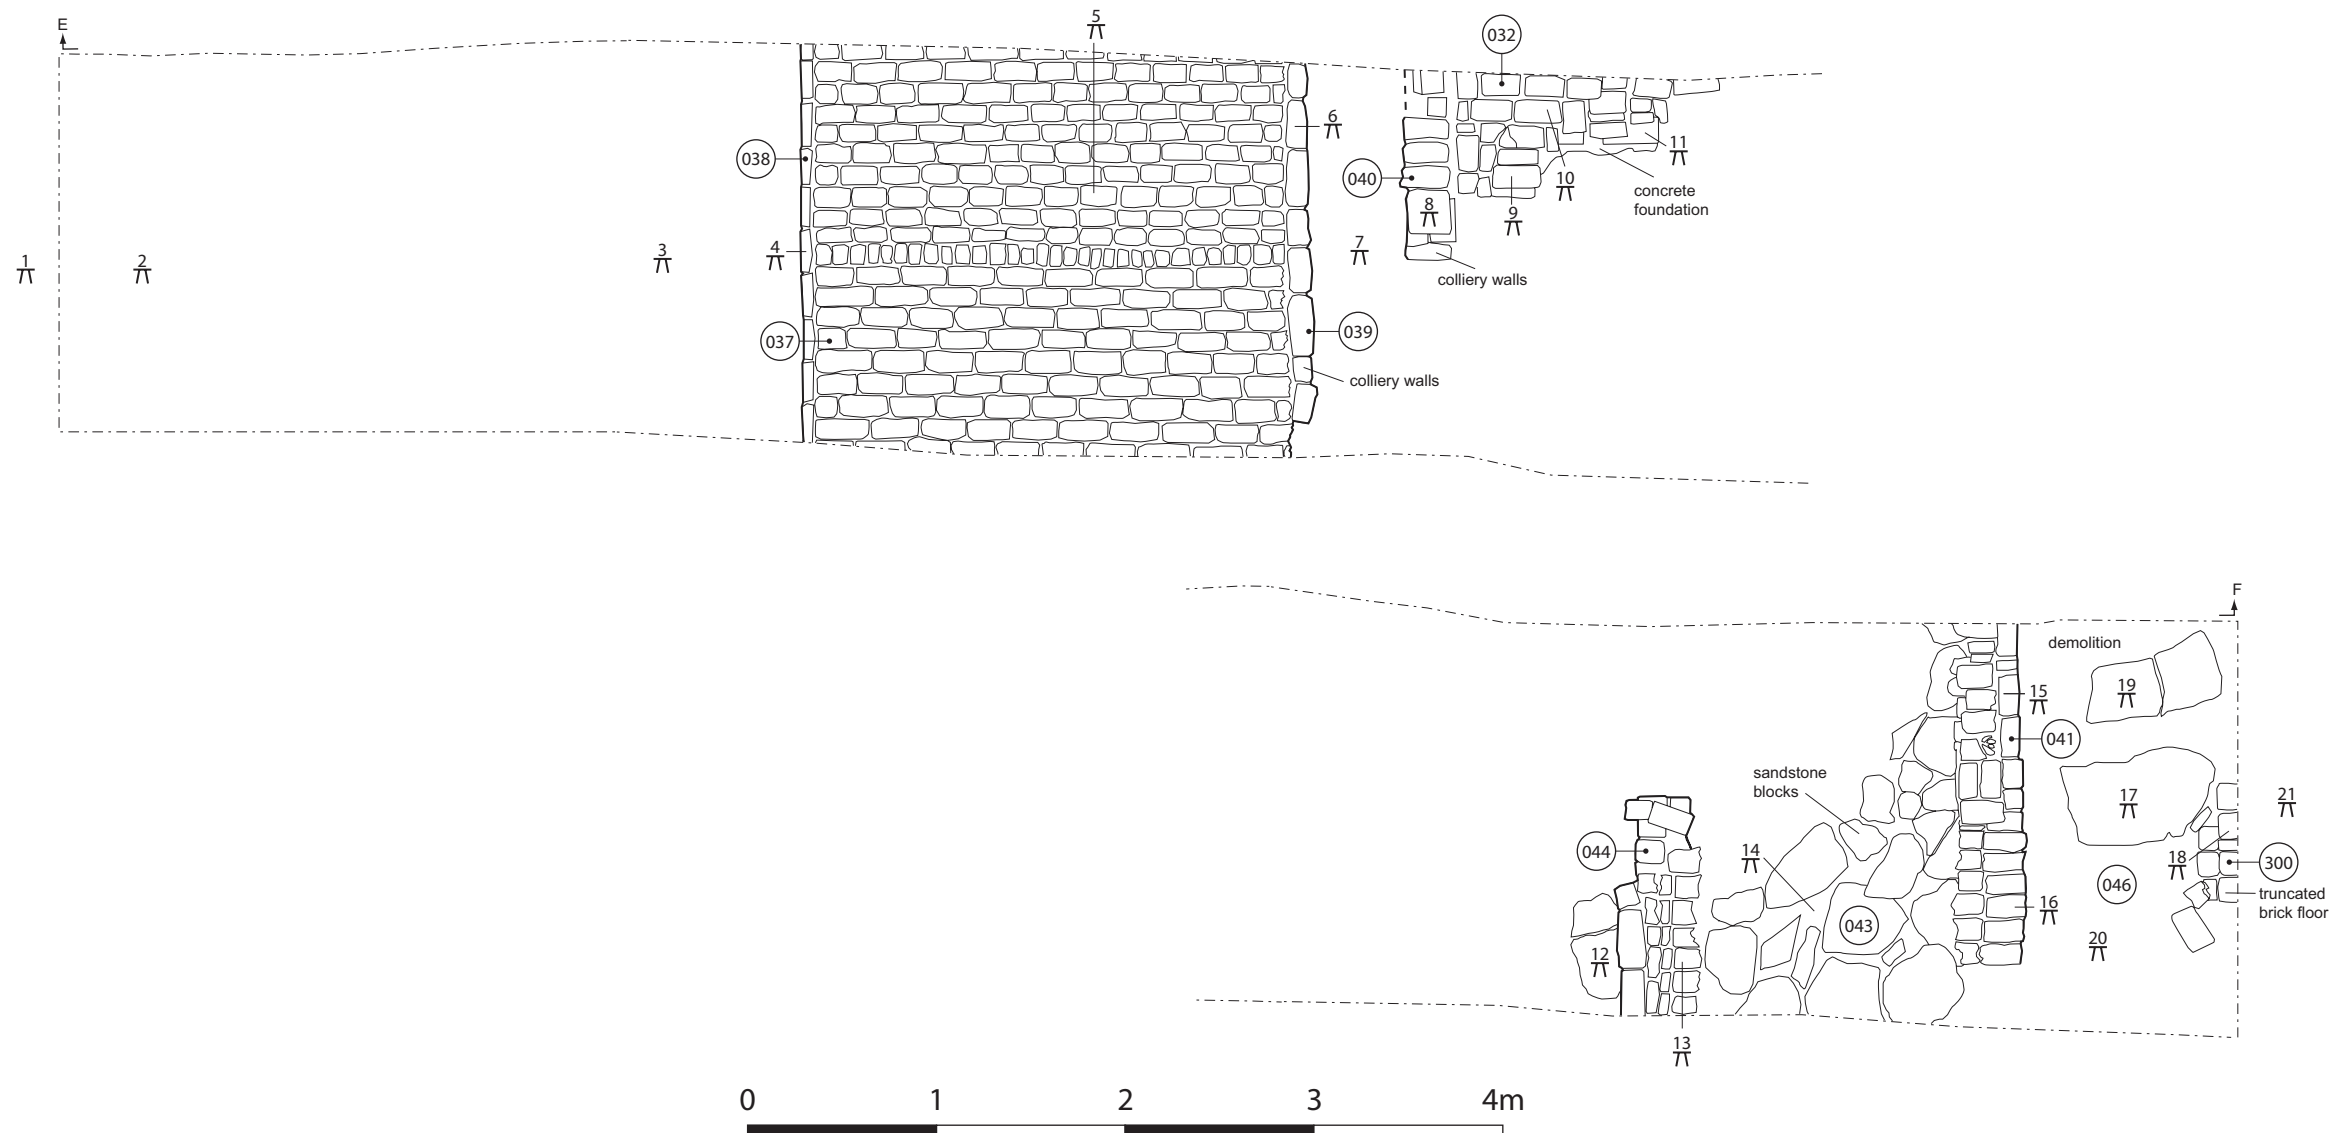 E
5
032
6
038
11
040
10
concrete
foundation
8
9
1
2
3
4
7
colliery walls
037
039
colliery walls
F
demolition
19
15
041
sandstone
blocks
17
21
044
14
18
300
046
truncated
brick floor
16
043
12
20
13
0 1 2 3 4m